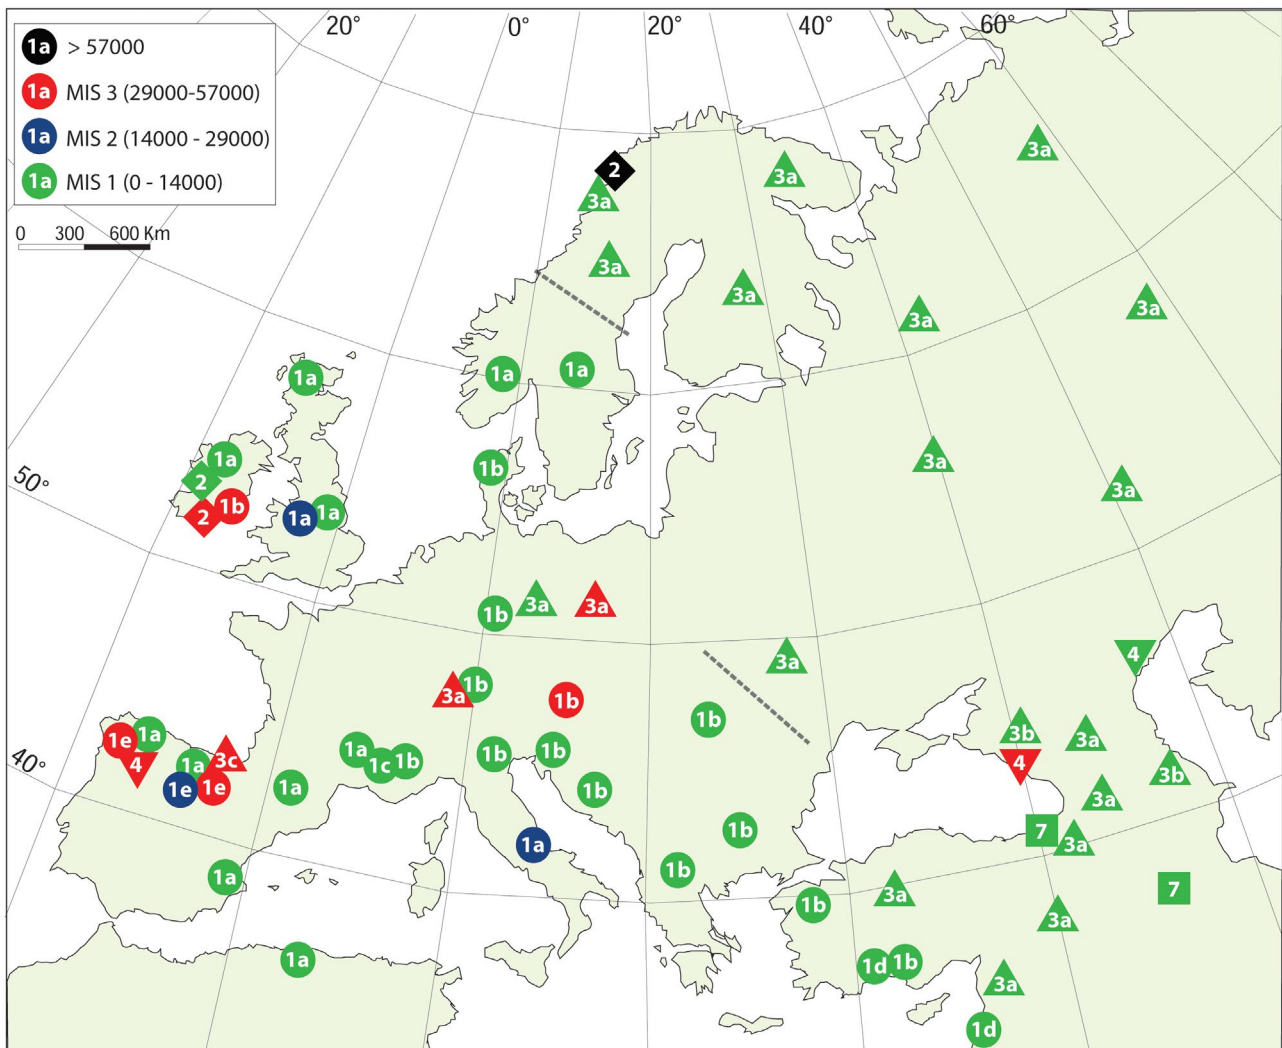 20° 0° 20° 60°
1a > 57000
1a MIS 3 (29000-57000)
1a MIS 2 (14000 - 29000)
1a MIS 1 (0 - 14000)
0 300 600 Km
3a
2
3a
3a
3a
3a
3a
3a
1a
1a
1a
1a
1b
3a
2
3a
50°
2
1b
1a
1a
3a
3a
1b
3a
4
1b
3a
1b
1b
3b
3a
1a
1e
1a
1b
1b
40°
4
1a
3c
1c
1b
4
3b
1e
1e
1a
1b
3a
1b
7
3a
1a
1b
1a
3a
7
1b
3a
1a
1d
1b
3a
1d